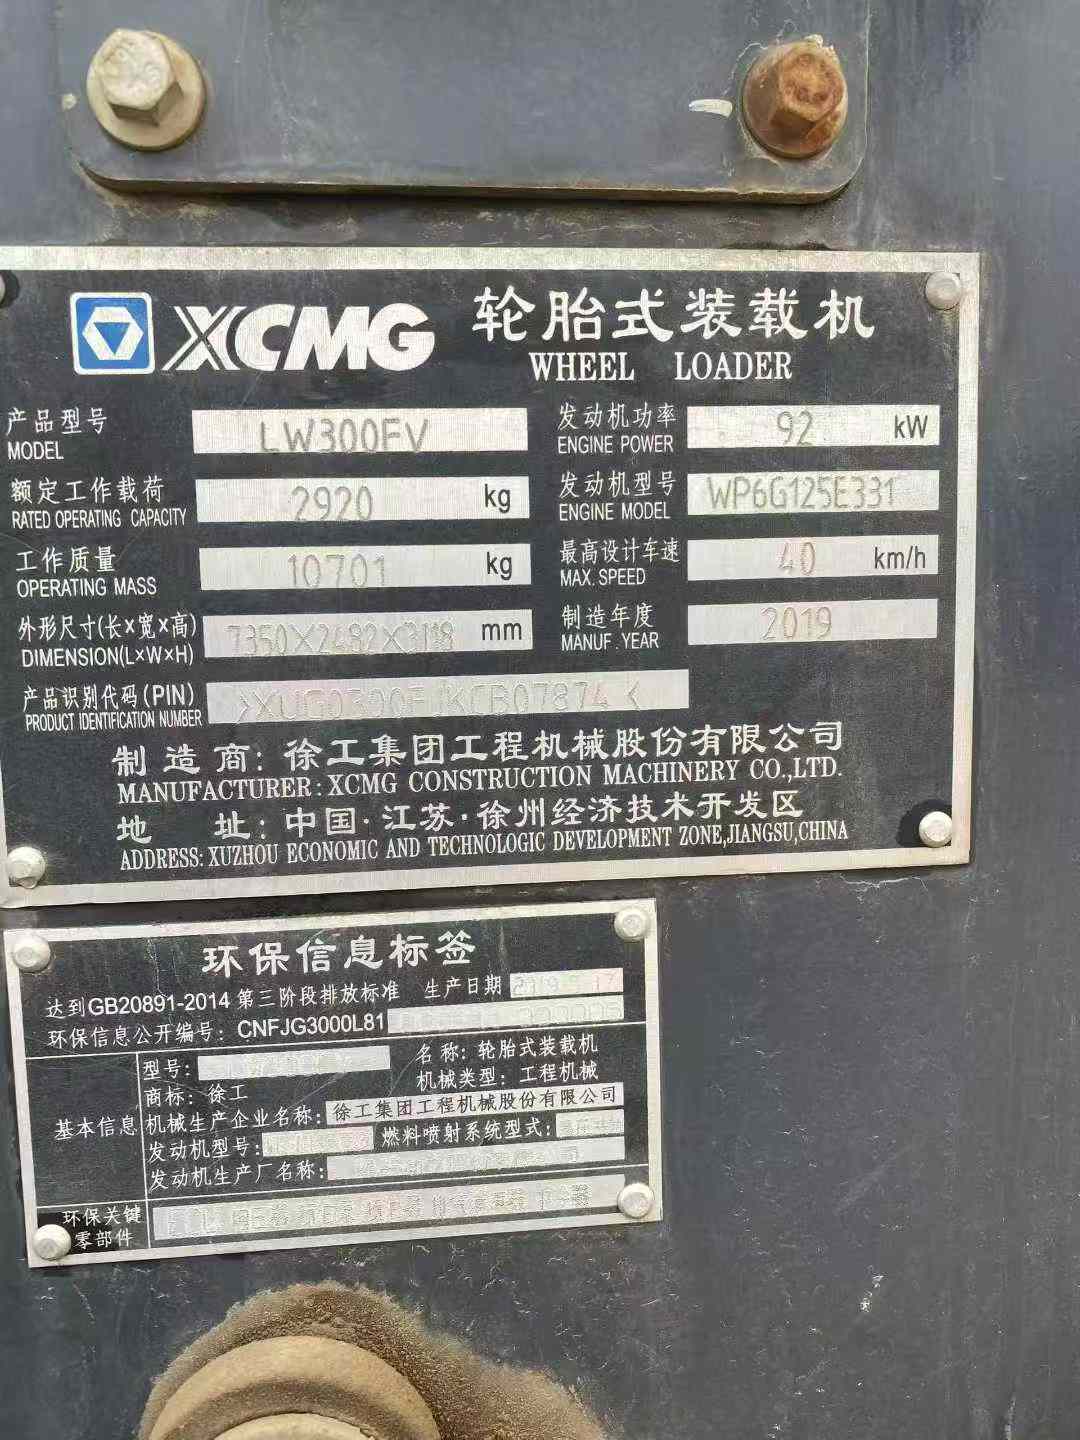 XCMG 轮胎式装载机
WHEEL LOADER
产品型号 LW300FV
MODEL
额定工作载荷 2920 kg
RATED OPERATING CAPACITY
工作质量 10701 kg
OPERATING MASS
外形尺寸(长×宽×高) 7350×2482×3118 mm
DIMENSION(L×W×H)
产品识别代码(PIN)
PRODUCT IDENTIFICATION NUMBER
发动机功率 92 kW
ENGINE POWER
发动机型号 WP6G125E331
ENGINE MODEL
最高设计车速 40 km/h
MAX. SPEED
制造年度 2019
MANUF. YEAR
制造商: 徐工集团工程机械股份有限公司
MANUFACTURER: XCMG CONSTRUCTION MACHINERY CO.,LTD.
地 址: 中国·江苏·徐州经济技术开发区
ADDRESS: XUZHOU ECONOMIC AND TECHNOLOGIC DEVELOPMENT ZONE,JIANGSU,CHINA
环保信息标签
达到GB20891-2014 第三阶段排放标准 生产日期
环保信息公开编号: CNFJG3000L81
基本信息
型号: 名称: 轮胎式装载机
商标: 徐工 机械类型: 工程机械
机械生产企业名称: 徐工集团工程机械股份有限公司
发动机型号: 燃料喷射系统型式:
发动机生产厂名称:
环保关键
零部件